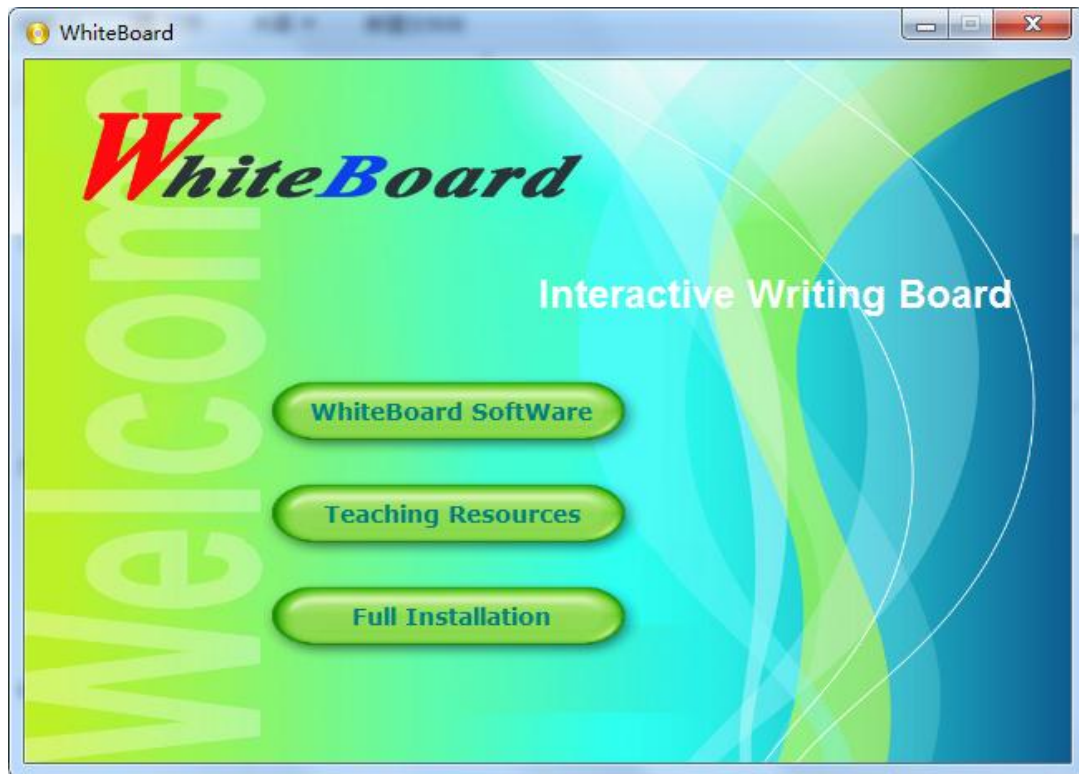 WhiteBoard
WhiteBoard
Interactive Writing Board
WhiteBoard SoftWare
Teaching Resources
Full Installation
Welcome